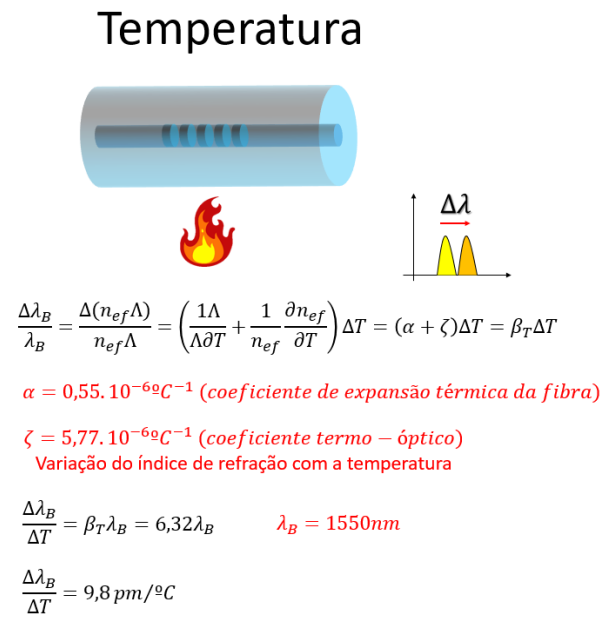 Temperatura
Δλ
Δλ_B/λ_B = Δ(n_ef Λ)/(n_ef Λ) = (1Λ/(Λ∂T) + (1/n_ef) (∂n_ef/∂T)) ΔT = (α + ζ)ΔT = β_T ΔT
α = 0,55. 10^−6 ºC^−1 (coeficiente de expansão térmica da fibra)
ζ = 5,77. 10^−6 ºC^−1 (coeficiente termo − óptico)
Variação do índice de refração com a temperatura
Δλ_B/ΔT = β_T λ_B = 6,32λ_B λ_B = 1550nm
Δλ_B/ΔT = 9,8 pm/ºC